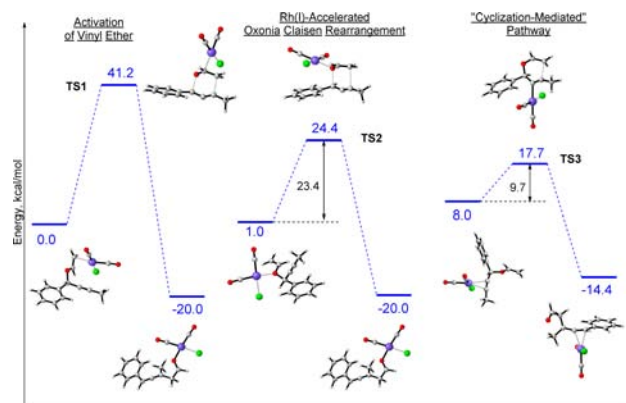 Activation
of Vinyl Ether
Rh(I)-Accelerated
Oxonia Claisen Rearrangement
"Cyclization-Mediated"
Pathway
Energy, kcal/mol
TS1
41.2
0.0
-20.0
24.4
TS2
23.4
1.0
-20.0
17.7
TS3
9.7
8.0
-14.4